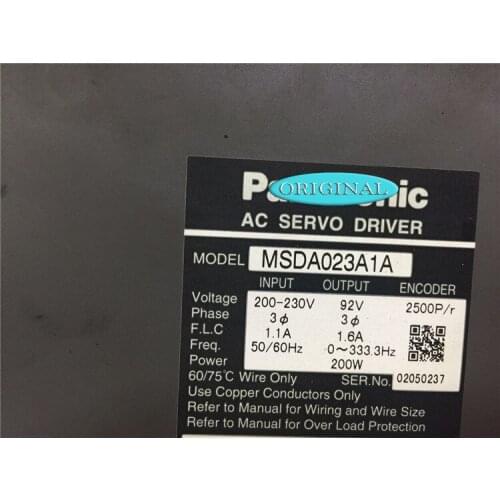 Pa ORIGINAL nic
AC SERVO DRIVER
MODEL MSDA023A1A
INPUT OUTPUT ENCODER
Voltage 200-230V 92V 2500P/r
Phase 3ϕ 3ϕ
F.L.C 1.1A 1.6A
Freq. 50/60Hz 0~333.3Hz
Power 200W
60/75℃ Wire Only SER.No. 02050237
Use Copper Conductors Only
Refer to Manual for Wiring and Wire Size
Refer to Manual for Over Load Protection